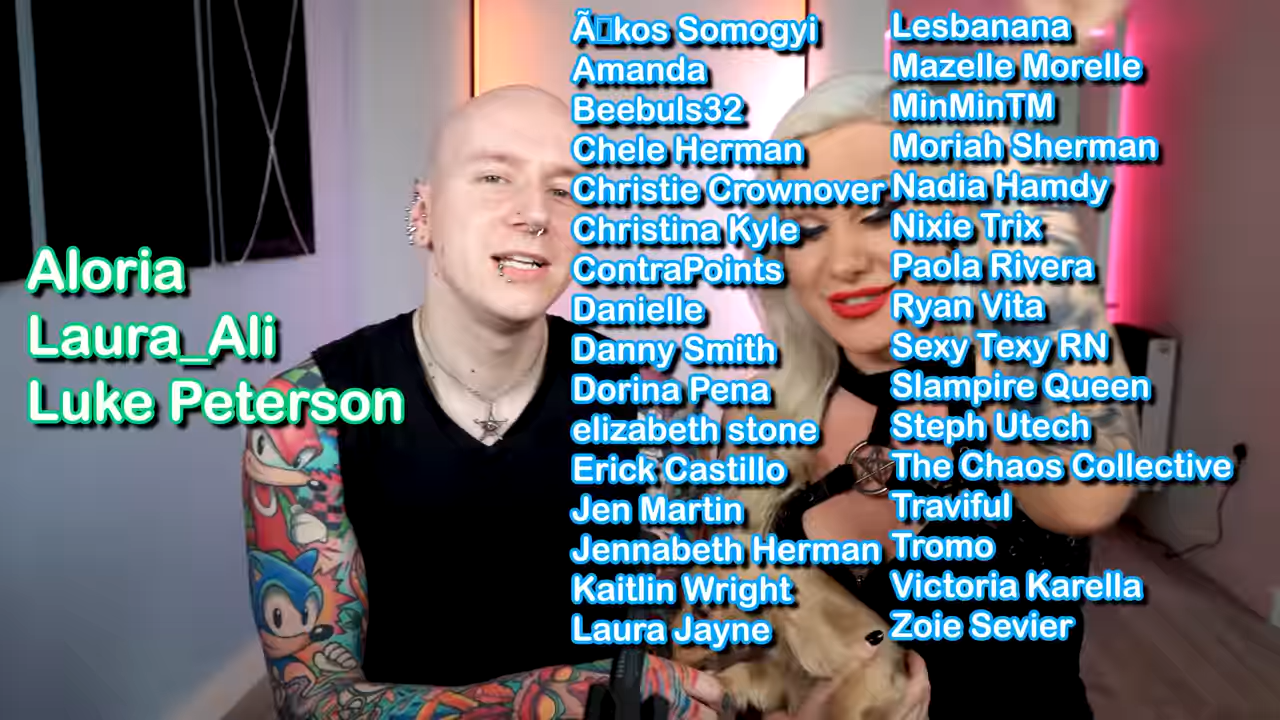 Aloria
Laura_Ali
Luke Peterson
Ã�kos Somogyi
Amanda
Beebuls32
Chele Herman
Christie Crownover
Christina Kyle
ContraPoints
Danielle
Danny Smith
Dorina Pena
elizabeth stone
Erick Castillo
Jen Martin
Jennabeth Herman
Kaitlin Wright
Laura Jayne
Lesbanana
Mazelle Morelle
MinMinTM
Moriah Sherman
Nadia Hamdy
Nixie Trix
Paola Rivera
Ryan Vita
Sexy Texy RN
Slampire Queen
Steph Utech
The Chaos Collective
Traviful
Tromo
Victoria Karella
Zoie Sevier